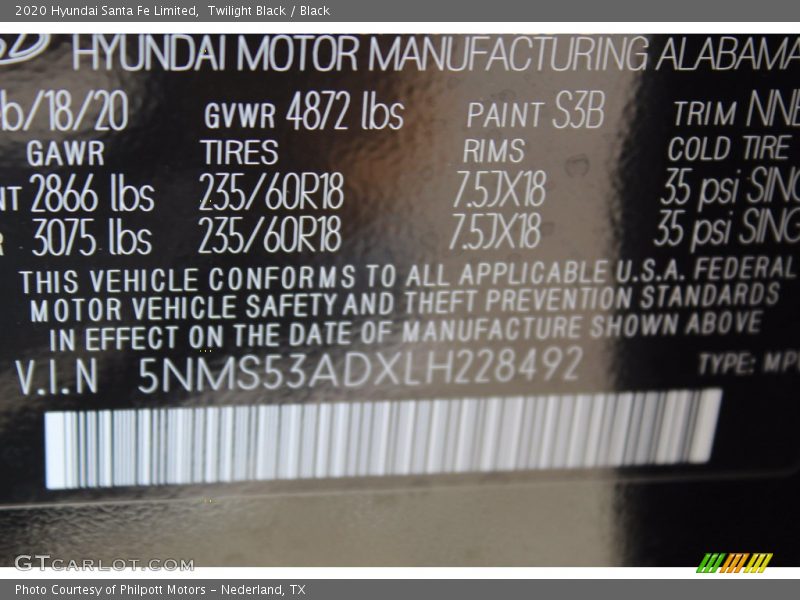 2020 Hyundai Santa Fe Limited,  Twilight Black / Black
HYUNDAI MOTOR MANUFACTURING ALABAMA
b/18/20 GVWR 4872 lbs PAINT S3B TRIM NNB
GAWR TIRES RIMS COLD TIRE
NT 2866 lbs 235/60R18 7.5JX18 35 psi SING
R 3075 lbs 235/60R18 7.5JX18 35 psi SING
THIS VEHICLE CONFORMS TO ALL APPLICABLE U.S.A. FEDERAL
MOTOR VEHICLE SAFETY AND THEFT PREVENTION STANDARDS
IN EFFECT ON THE DATE OF MANUFACTURE SHOWN ABOVE
V.I.N 5NMS53ADXLH228492 TYPE: MP
GTCARLOT.COM
Photo Courtesy of Philpott Motors – Nederland, TX